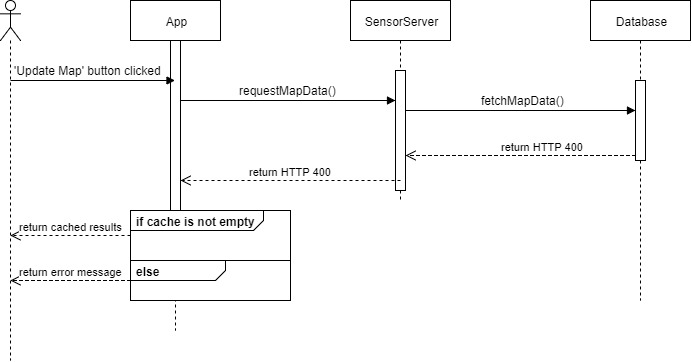 App
SensorServer
Database
'Update Map' button clicked
requestMapData()
fetchMapData()
return HTTP 400
return HTTP 400
if cache is not empty
return cached results
else
return error message